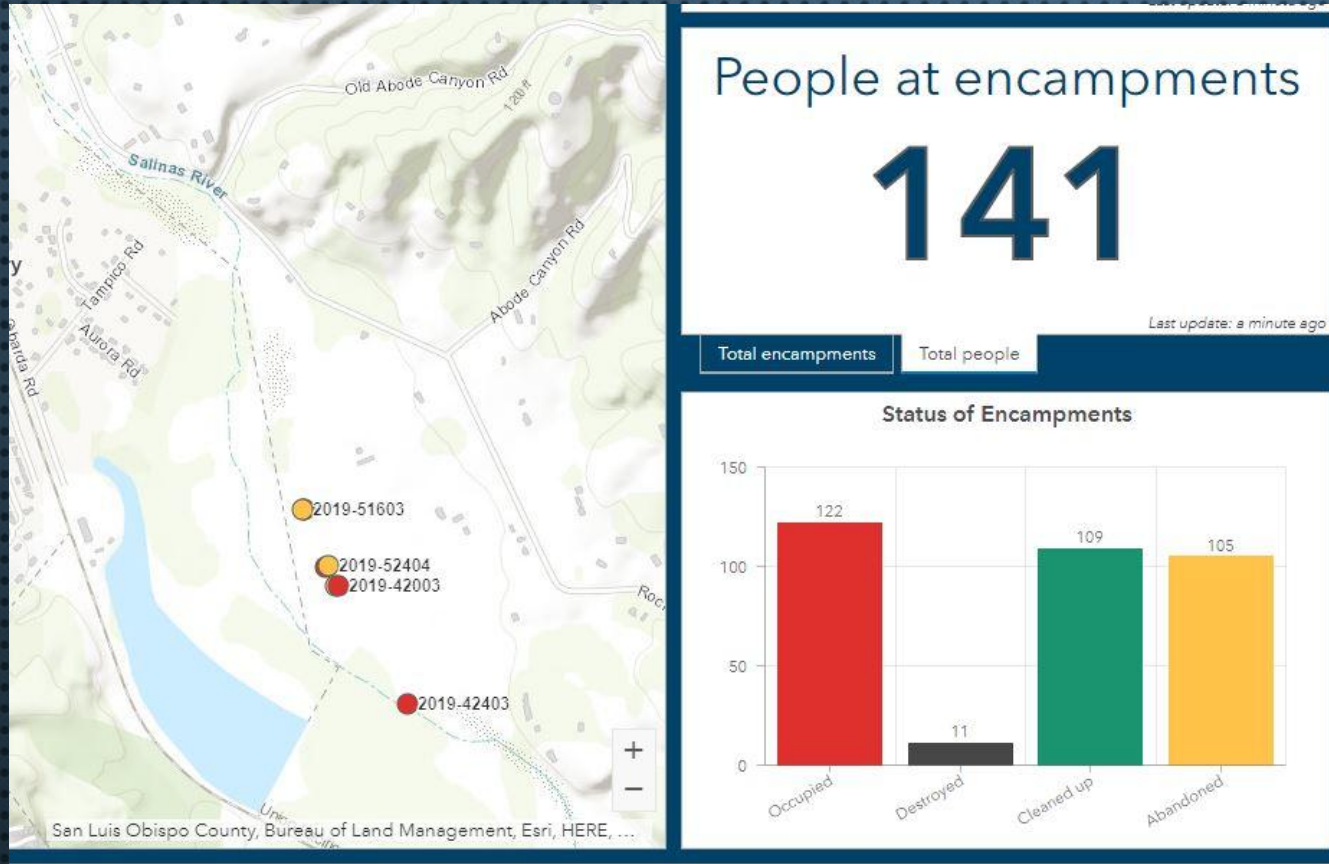 Old Abode Canyon Rd
1200 ft
Salinas River
Tampico Rd
Aurora Rd
Abode Canyon Rd
2019-51603
2019-52404
2019-42003
2019-42403
+
−
San Luis Obispo County, Bureau of Land Management, Esri, HERE, ...
People at encampments
141
Last update: a minute ago
Total encampments
Total people
Status of Encampments
150
100
50
0
122
11
109
105
Occupied
Destroyed
Cleaned up
Abandoned